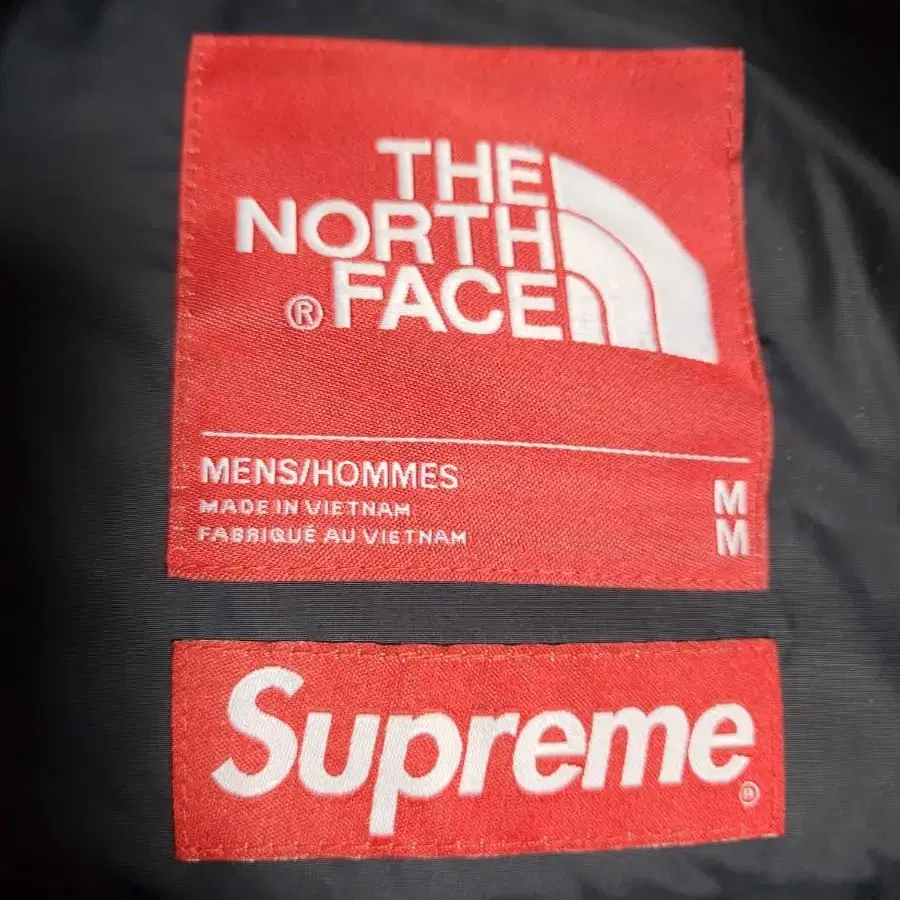 THE
NORTH
®FACE
MENS/HOMMES M
MADE IN VIETNAM
FABRIQUÉ AU VIETNAM M
Supreme®